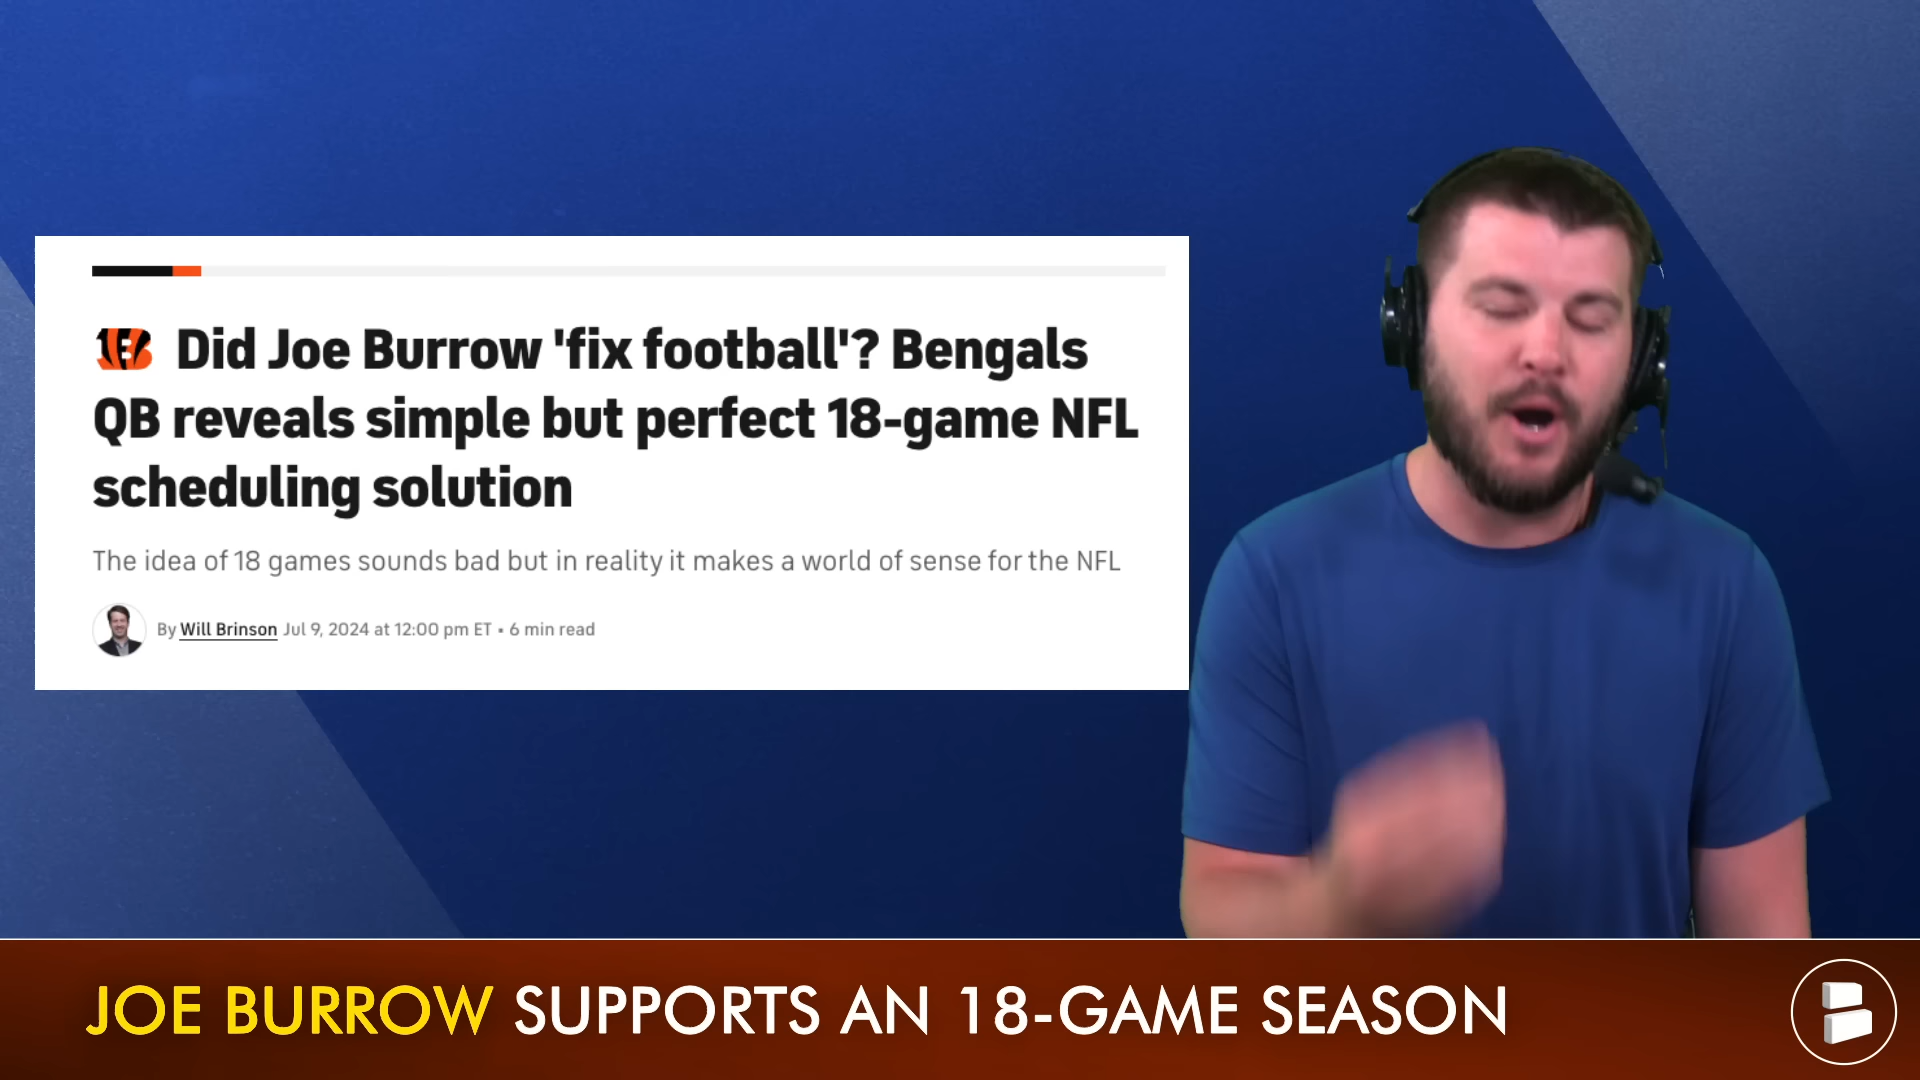 Did Joe Burrow 'fix football'? Bengals
QB reveals simple but perfect 18-game NFL
scheduling solution
The idea of 18 games sounds bad but in reality it makes a world of sense for the NFL
By Will Brinson Jul 9, 2024 at 12:00 pm ET • 6 min read
JOE BURROW SUPPORTS AN 18-GAME SEASON